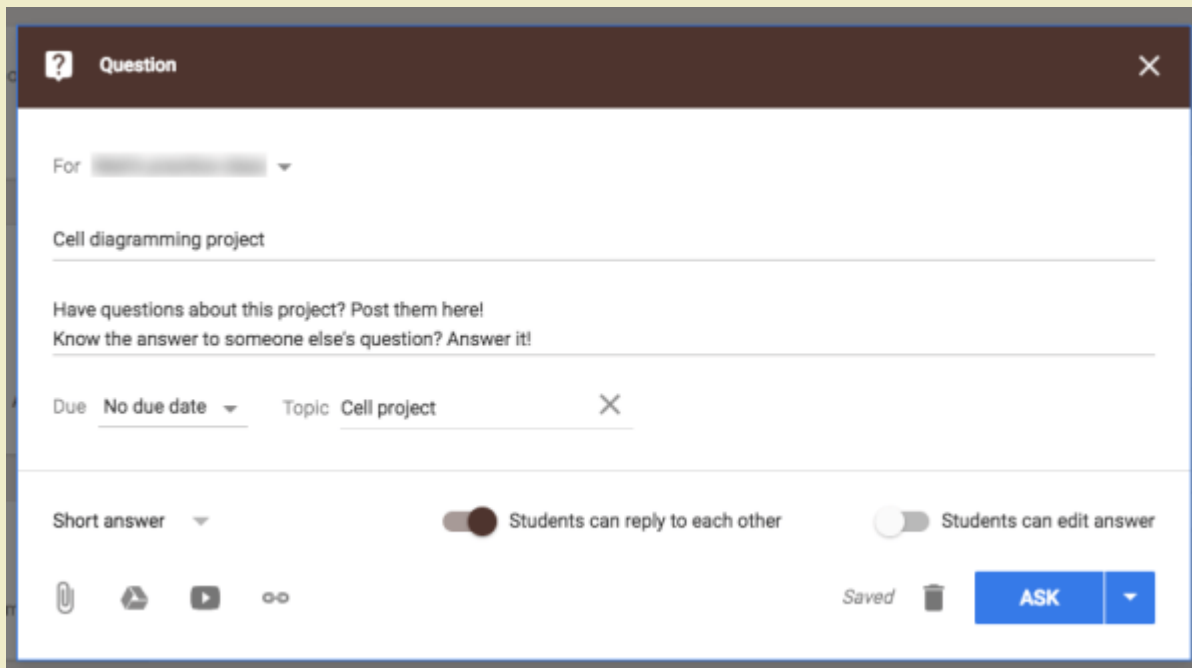 Question
For
Cell diagramming project
Have questions about this project? Post them here!
Know the answer to someone else's question? Answer it!
Due No due date Topic Cell project
Short answer Students can reply to each other Students can edit answer
Saved ASK